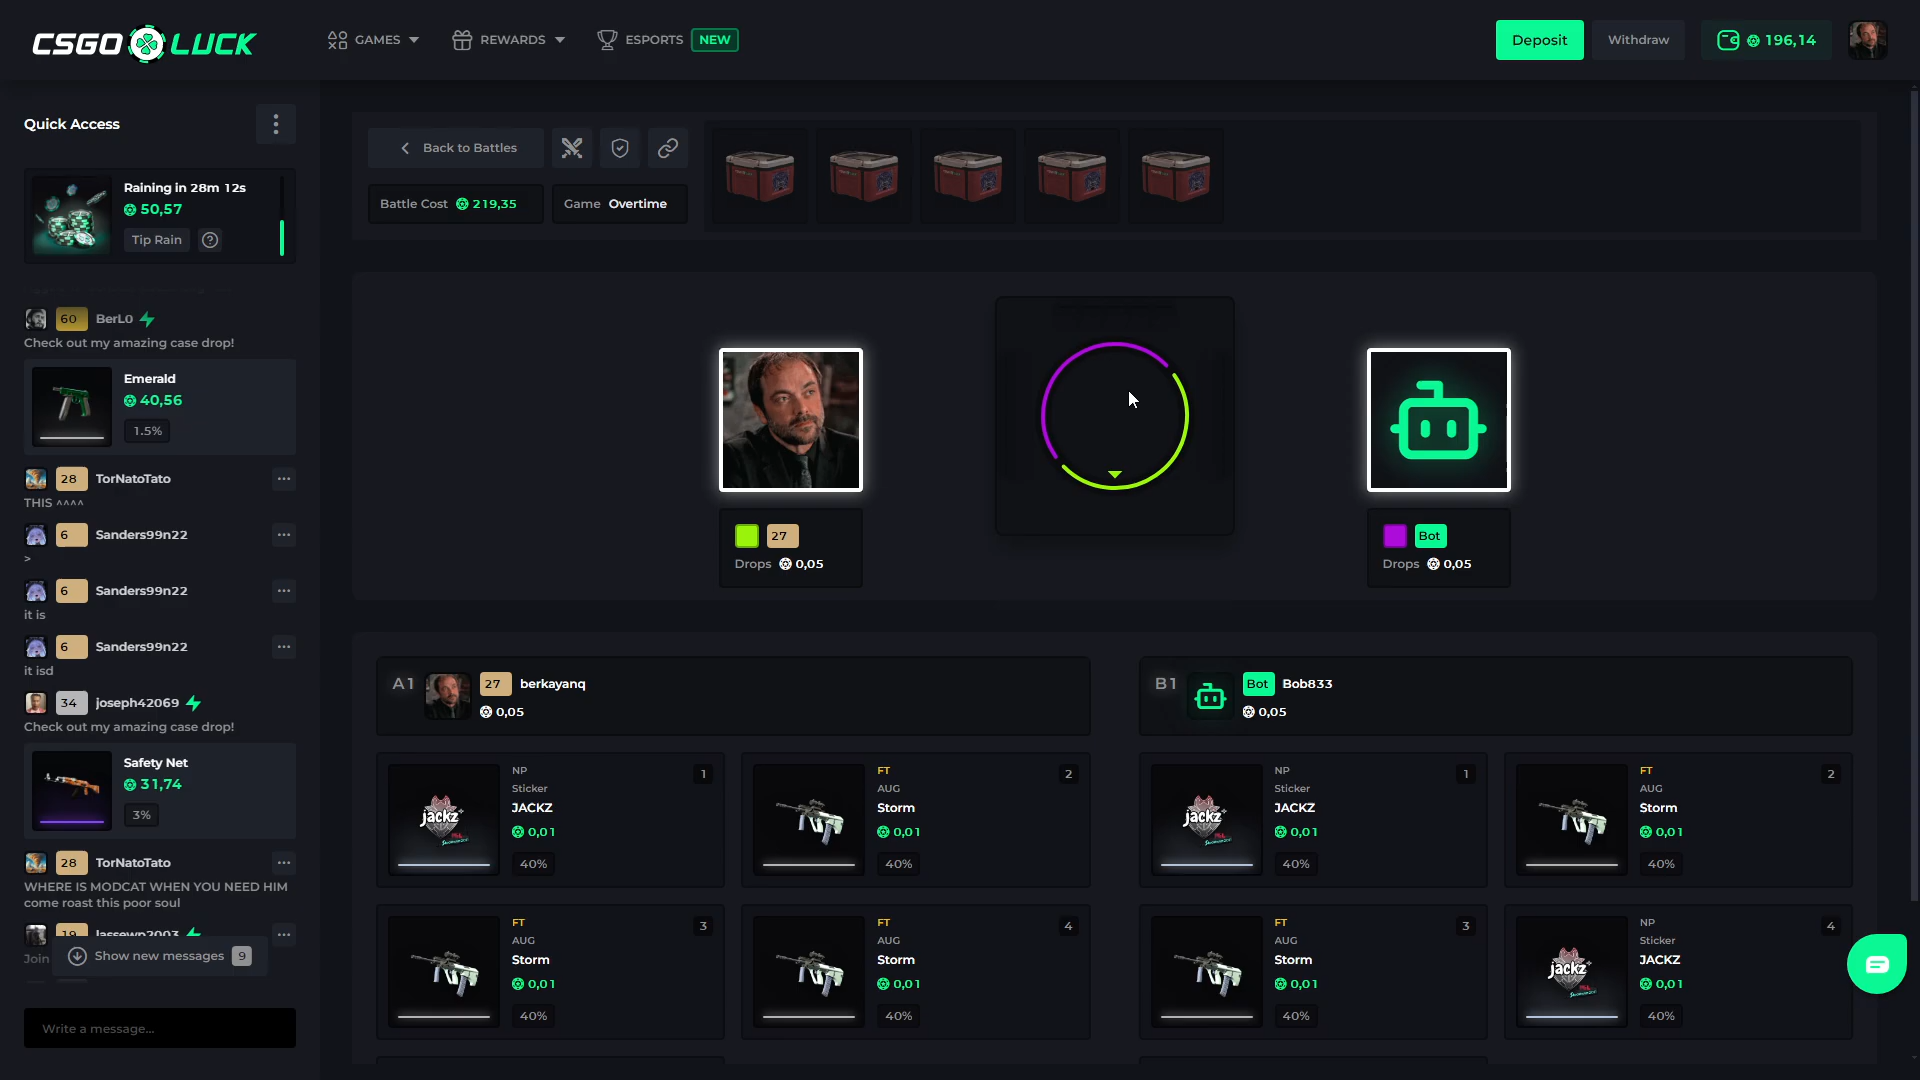 CSGO LUCK
GAMES
REWARDS
ESPORTS NEW
Deposit
Withdraw
196,14
Quick Access
Raining in 28m 12s
50,57
Tip Rain
Back to Battles
Battle Cost 219,35
Game Overtime
60 BerL0
Check out my amazing case drop!
Emerald
40,56
1.5%
28 TorNatoTato
THIS ^^^^
6 Sanders99n22
>
6 Sanders99n22
it is
6 Sanders99n22
it isd
34 joseph42069
Check out my amazing case drop!
Safety Net
31,74
3%
28 TorNatoTato
WHERE IS MODCAT WHEN YOU NEED HIM
come roast this poor soul
19 lassewp2003
Join
Show new messages 9
Write a message...
27
Drops 0,05
Bot
Drops 0,05
A1 27 berkayanq
0,05
NP 1
Sticker
JACKZ
jackz
0,01
40%
FT 2
AUG
Storm
0,01
40%
FT 3
AUG
Storm
0,01
40%
FT 4
AUG
Storm
0,01
40%
B1 Bot Bob833
0,05
NP 1
Sticker
JACKZ
jackz
0,01
40%
FT 2
AUG
Storm
0,01
40%
FT 3
AUG
Storm
0,01
40%
NP 4
Sticker
JACKZ
jackz
0,01
40%